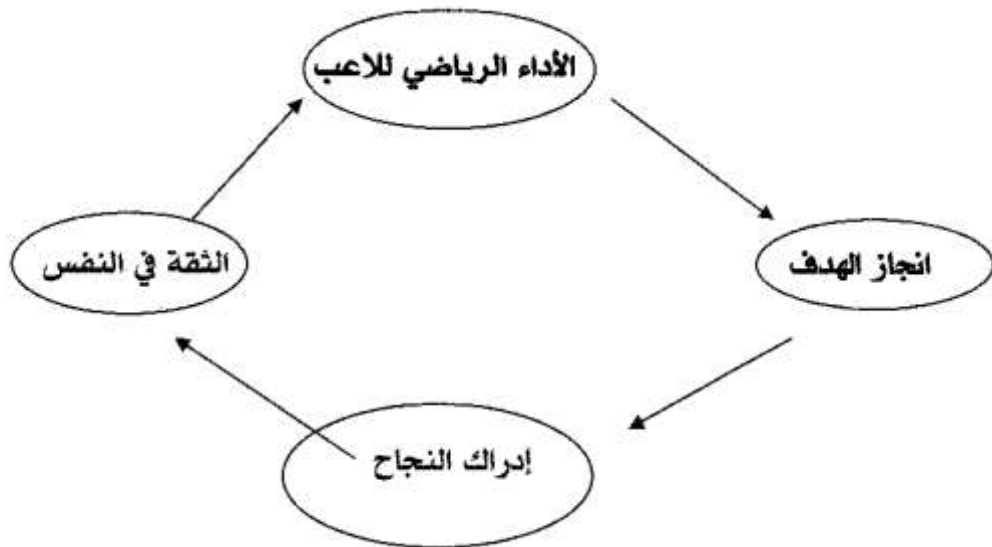 الأداء الرياضي للاعب
انجاز الهدف
الثقة في النفس
إدراك النجاح